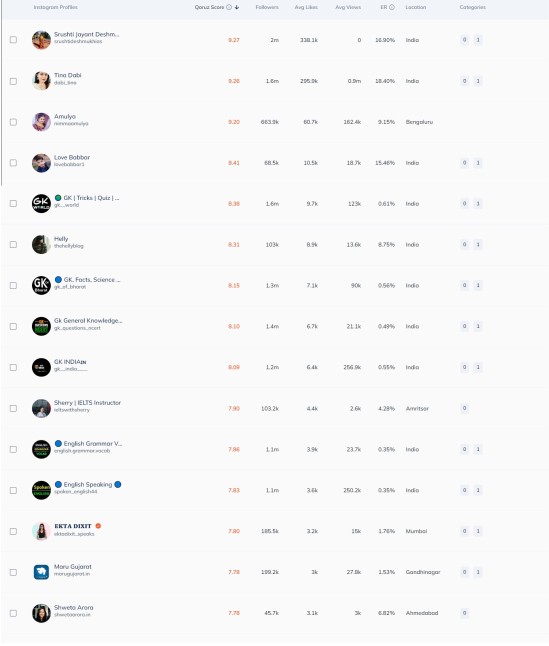 Instagram Profiles Qoruz Score Followers Avg Likes Avg Views ER Location Categories
Srushti Jayant Deshm... 9.27 2m 338.1k 0 16.90% India 0 1
srushtideshmukhias
Tina Dabi 9.26 1.6m 295.9k 0.9m 18.40% India 0 1
dabi_tina
Amulya 9.20 663.9k 60.7k 162.4k 9.15% Bengaluru
nimmaamulya
Love Babbar 8.41 68.5k 10.5k 18.7k 15.46% India 0 1
lovebabbar1
GK | Tricks | Quiz | ... 8.38 1.6m 9.7k 123k 0.61% India 0 1
gk__world
Helly 8.31 103k 8.9k 13.6k 8.75% India 0 1
thehellyblog
GK, Facts, Science ... 8.15 1.3m 7.1k 90k 0.56% India 0 1
gk_of_bharat
Gk General Knowledge... 8.10 1.4m 6.7k 21.1k 0.49% India 0 1
gk_questions_ncert
GK INDIA 8.09 1.2m 6.4k 256.9k 0.55% India 0 1
Sherry | IELTS Instructor 7.90 103.2k 4.4k 2.6k 4.28% Amritsar 0
ieltswithsherry
English Grammar V... 7.86 1.1m 3.9k 23.7k 0.35% India 0 1
english.grammar.vocab
English Speaking 7.83 1.1m 3.6k 250.2k 0.35% India 0 1
spoken_english44
EKTA DIXIT 7.80 185.5k 3.2k 15k 1.76% Mumbai 0 1
ektadixit_speaks
Maru Gujarat 7.78 199.2k 3k 27.8k 1.53% Gandhinagar 0 1
marugujarat.in
Shweta Arora 7.78 45.7k 3.1k 3k 6.82% Ahmedabad 0
shwetaarora.in